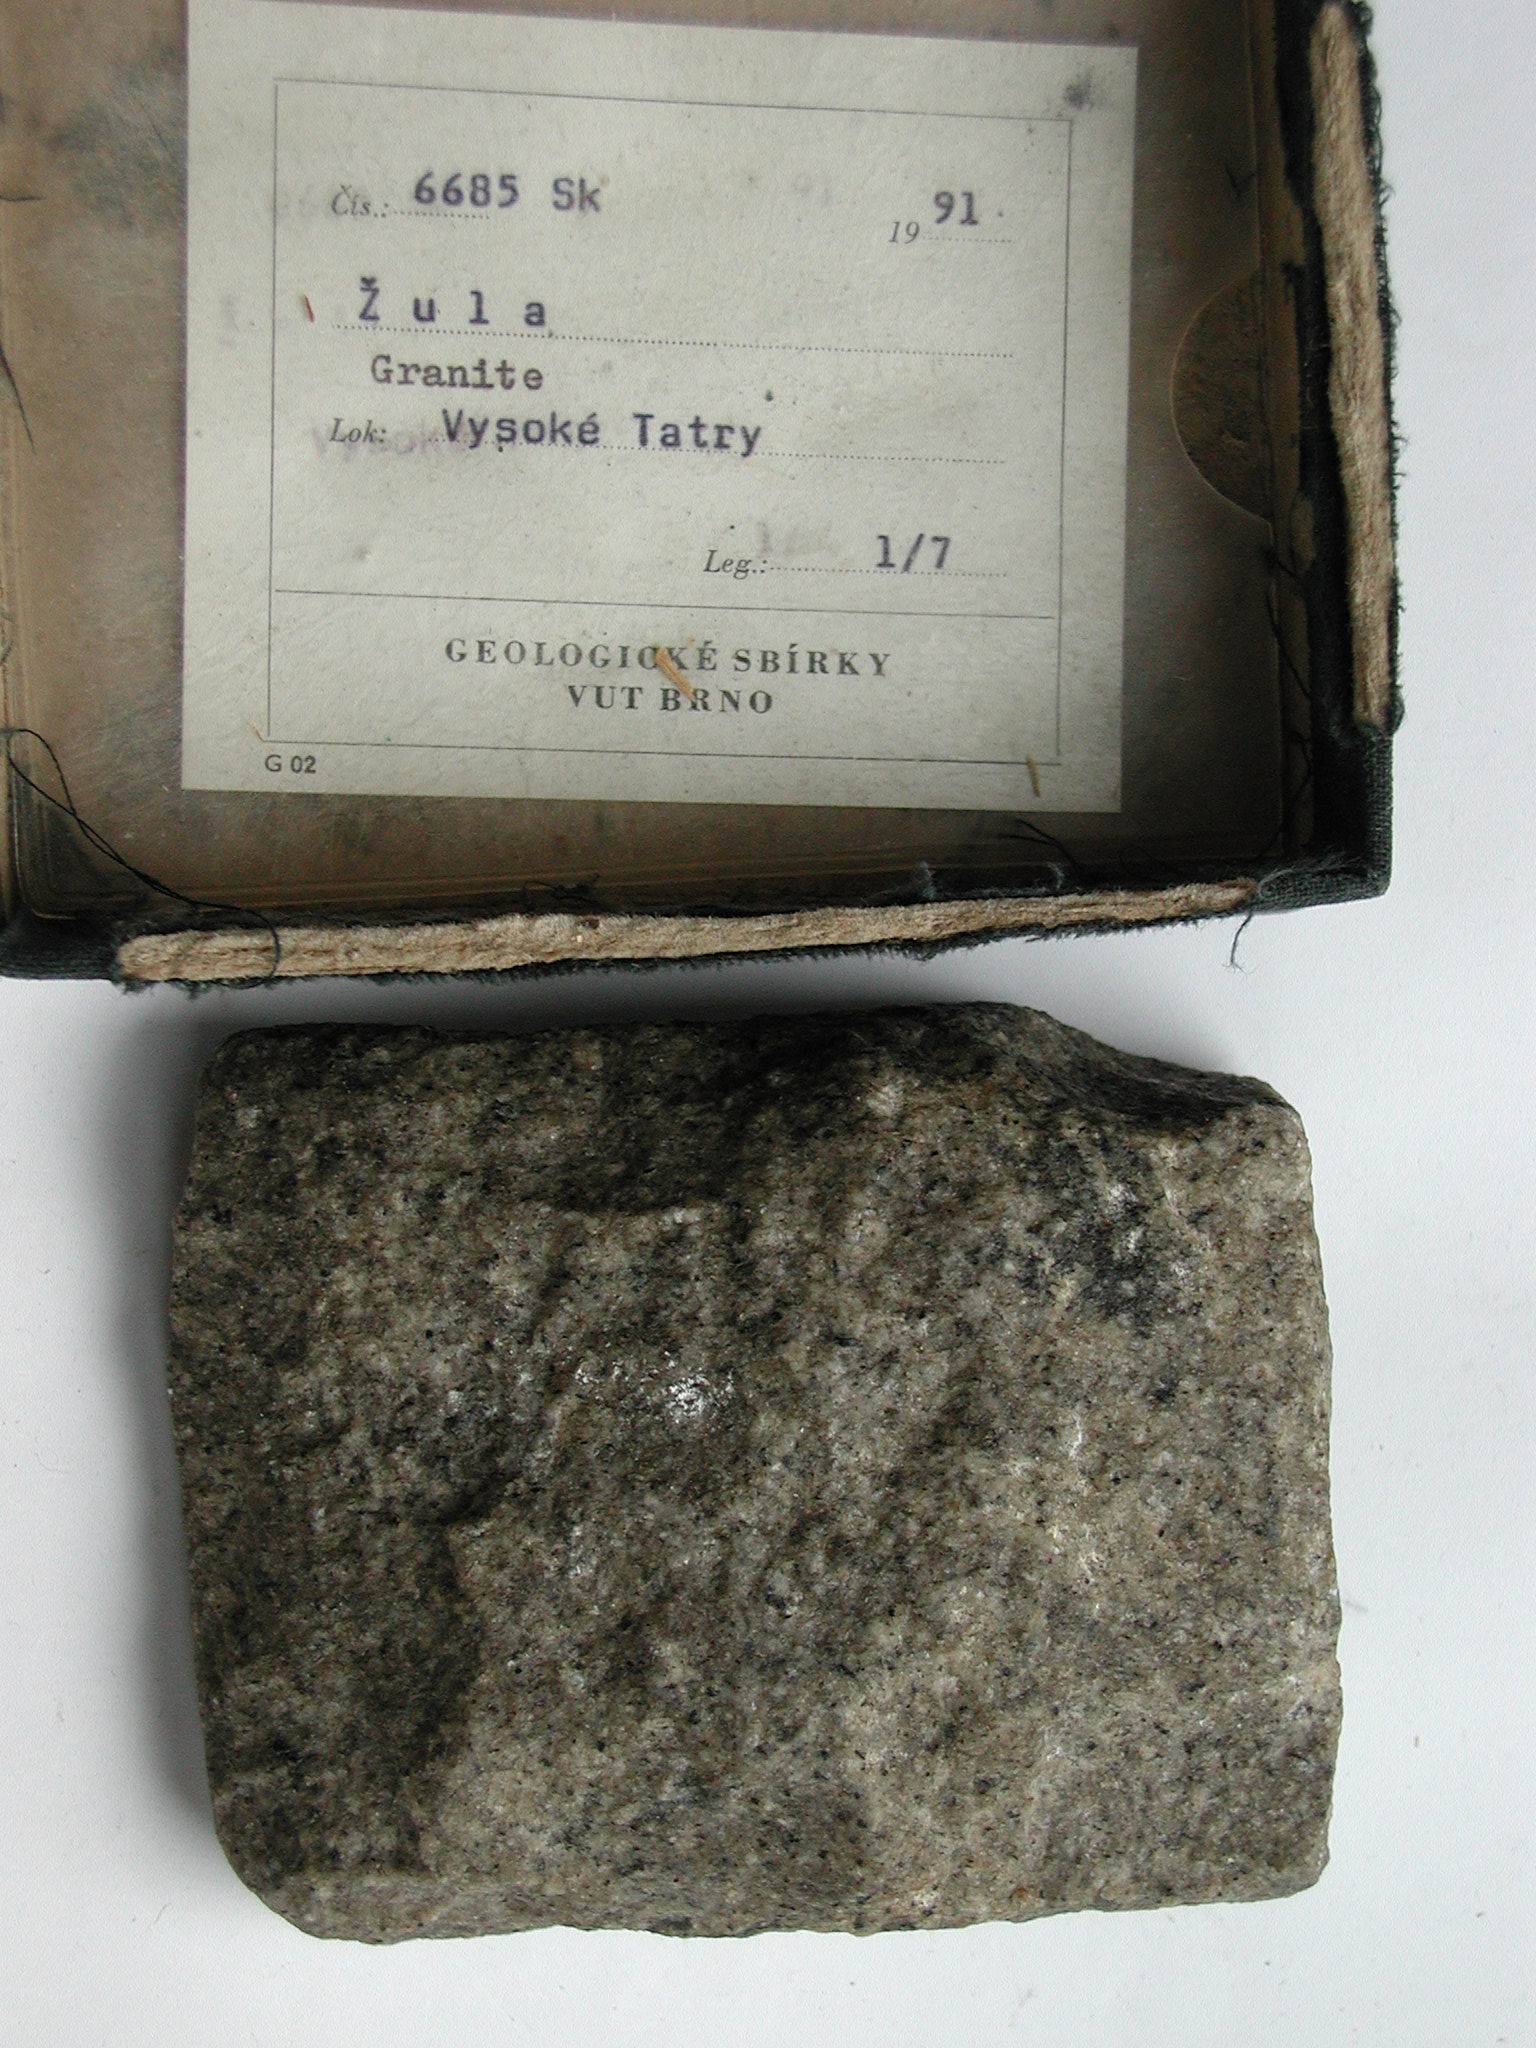 Čís.: 6685 Sk 19 91
Žula
Granite
Lok: Vysoké Tatry
Leg.: 1/7
GEOLOGICKÉ SBÍRKY
VUT BRNO
G 02